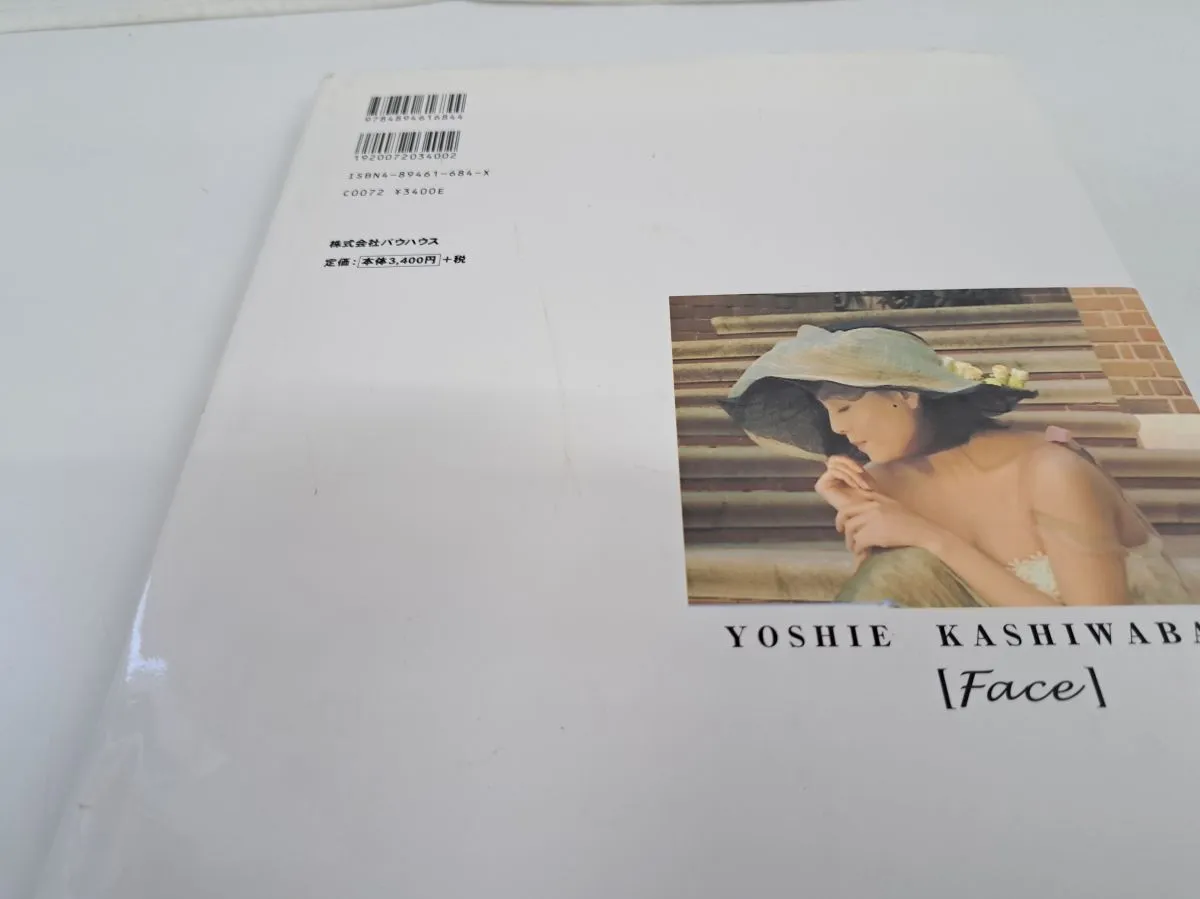 9784894616844
1920072034002
ISBN4-89461-684-X
C0072 ¥3400E
株式会社バウハウス
定価：本体3,400円+税
YOSHIE KASHIWABA
[Face]